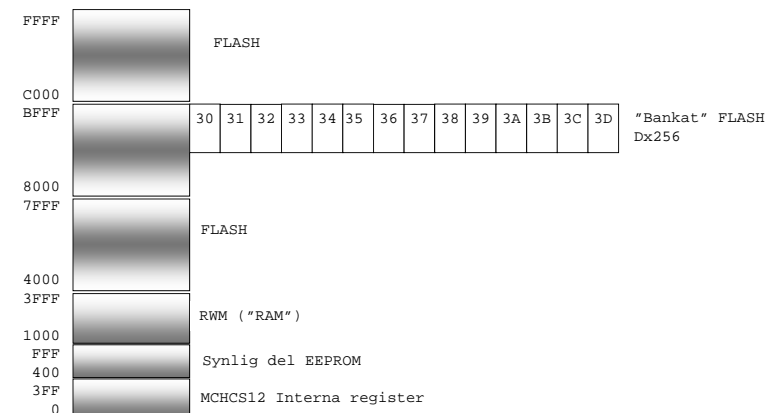 FFFF
FLASH
C000
BFFF
30 31 32 33 34 35 36 37 38 39 3A 3B 3C 3D
"Bankat" FLASH
Dx256
8000
7FFF
FLASH
4000
3FFF
RWM ("RAM")
1000
FFF
Synlig del EEPROM
400
3FF
MCHCS12 Interna register
0